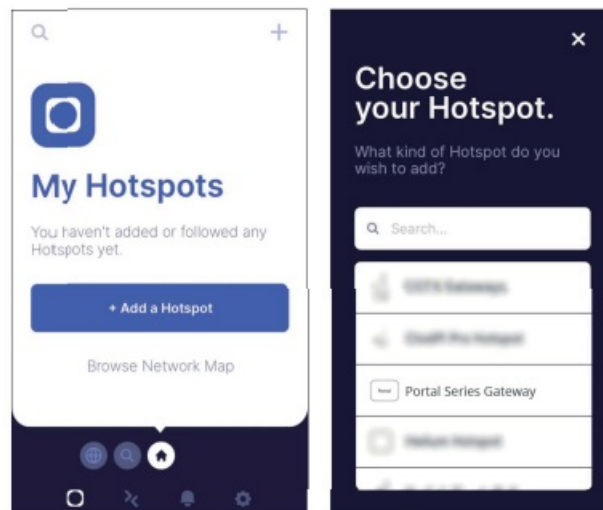 My Hotspots
You haven't added or followed any
Hotspots yet.
+ Add a Hotspot
Browse Network Map
Choose
your Hotspot.
What kind of Hotspot do you
wish to add?
Search...
Portal Series Gateway